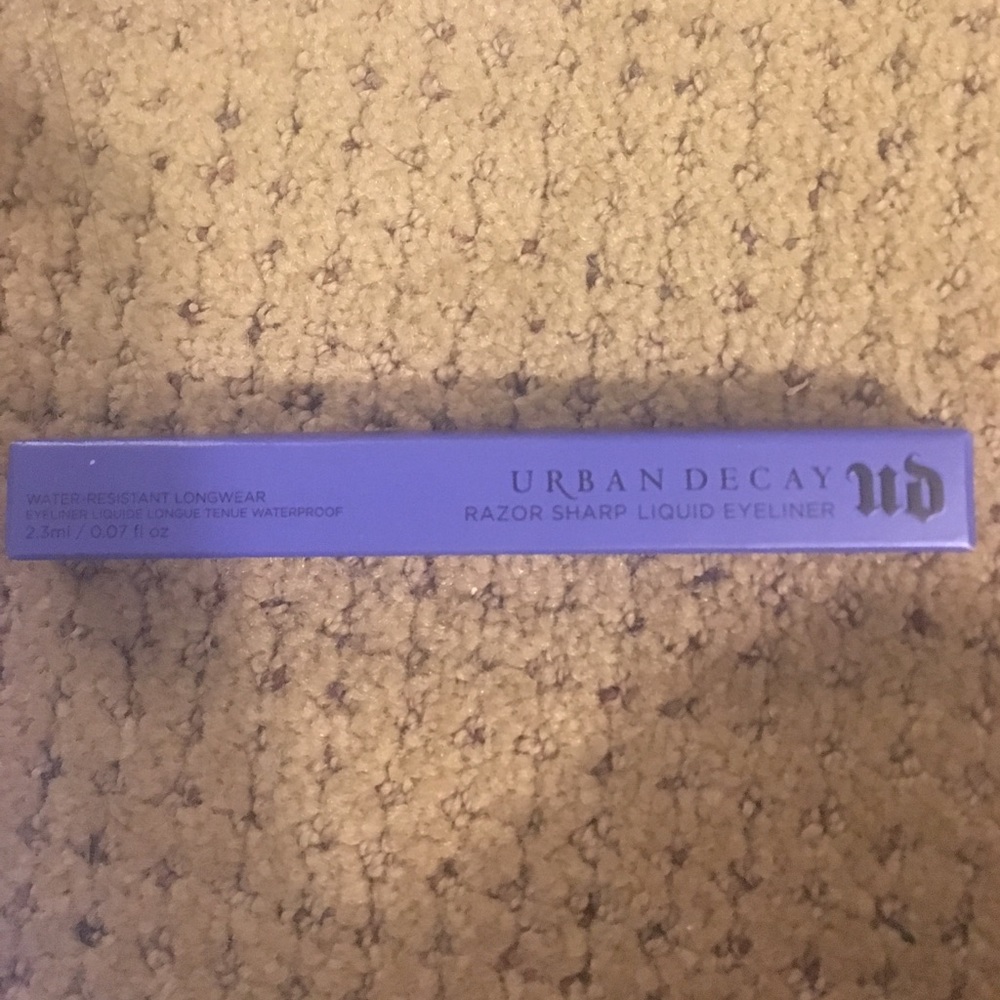 WATER-RESISTANT LONGWEAR
EYELINER LIQUIDE LONGUE TENUE WATERPROOF
2.3ml / 0.07 fl oz
URBAN DECAY
RAZOR SHARP LIQUID EYELINER
UD